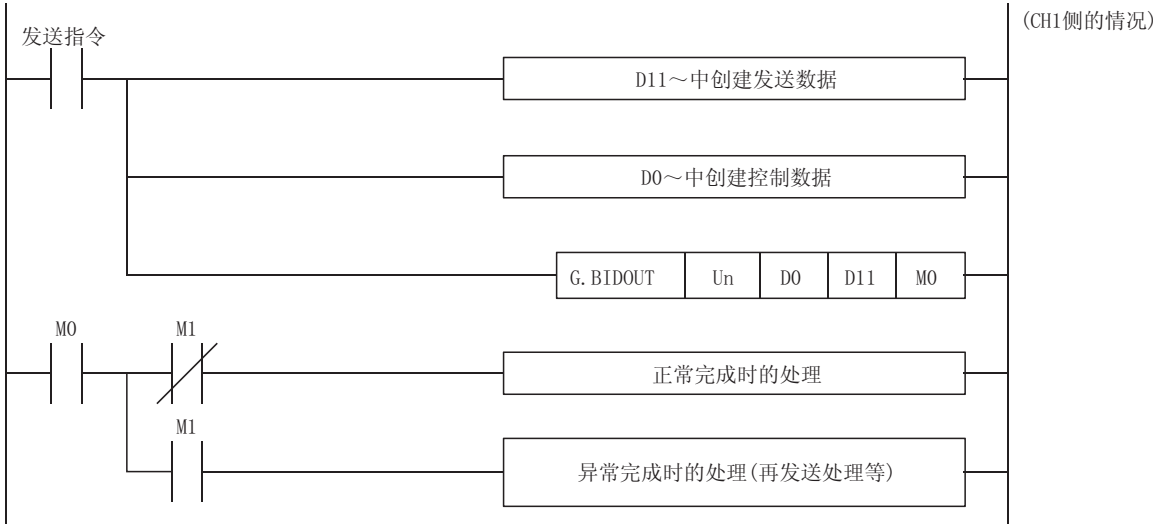 (CH1侧的情况)
发送指令
D11～中创建发送数据
D0～中创建控制数据
G.BIDOUT Un D0 D11 M0
M0 M1
正常完成时的处理
M1
异常完成时的处理(再发送处理等)